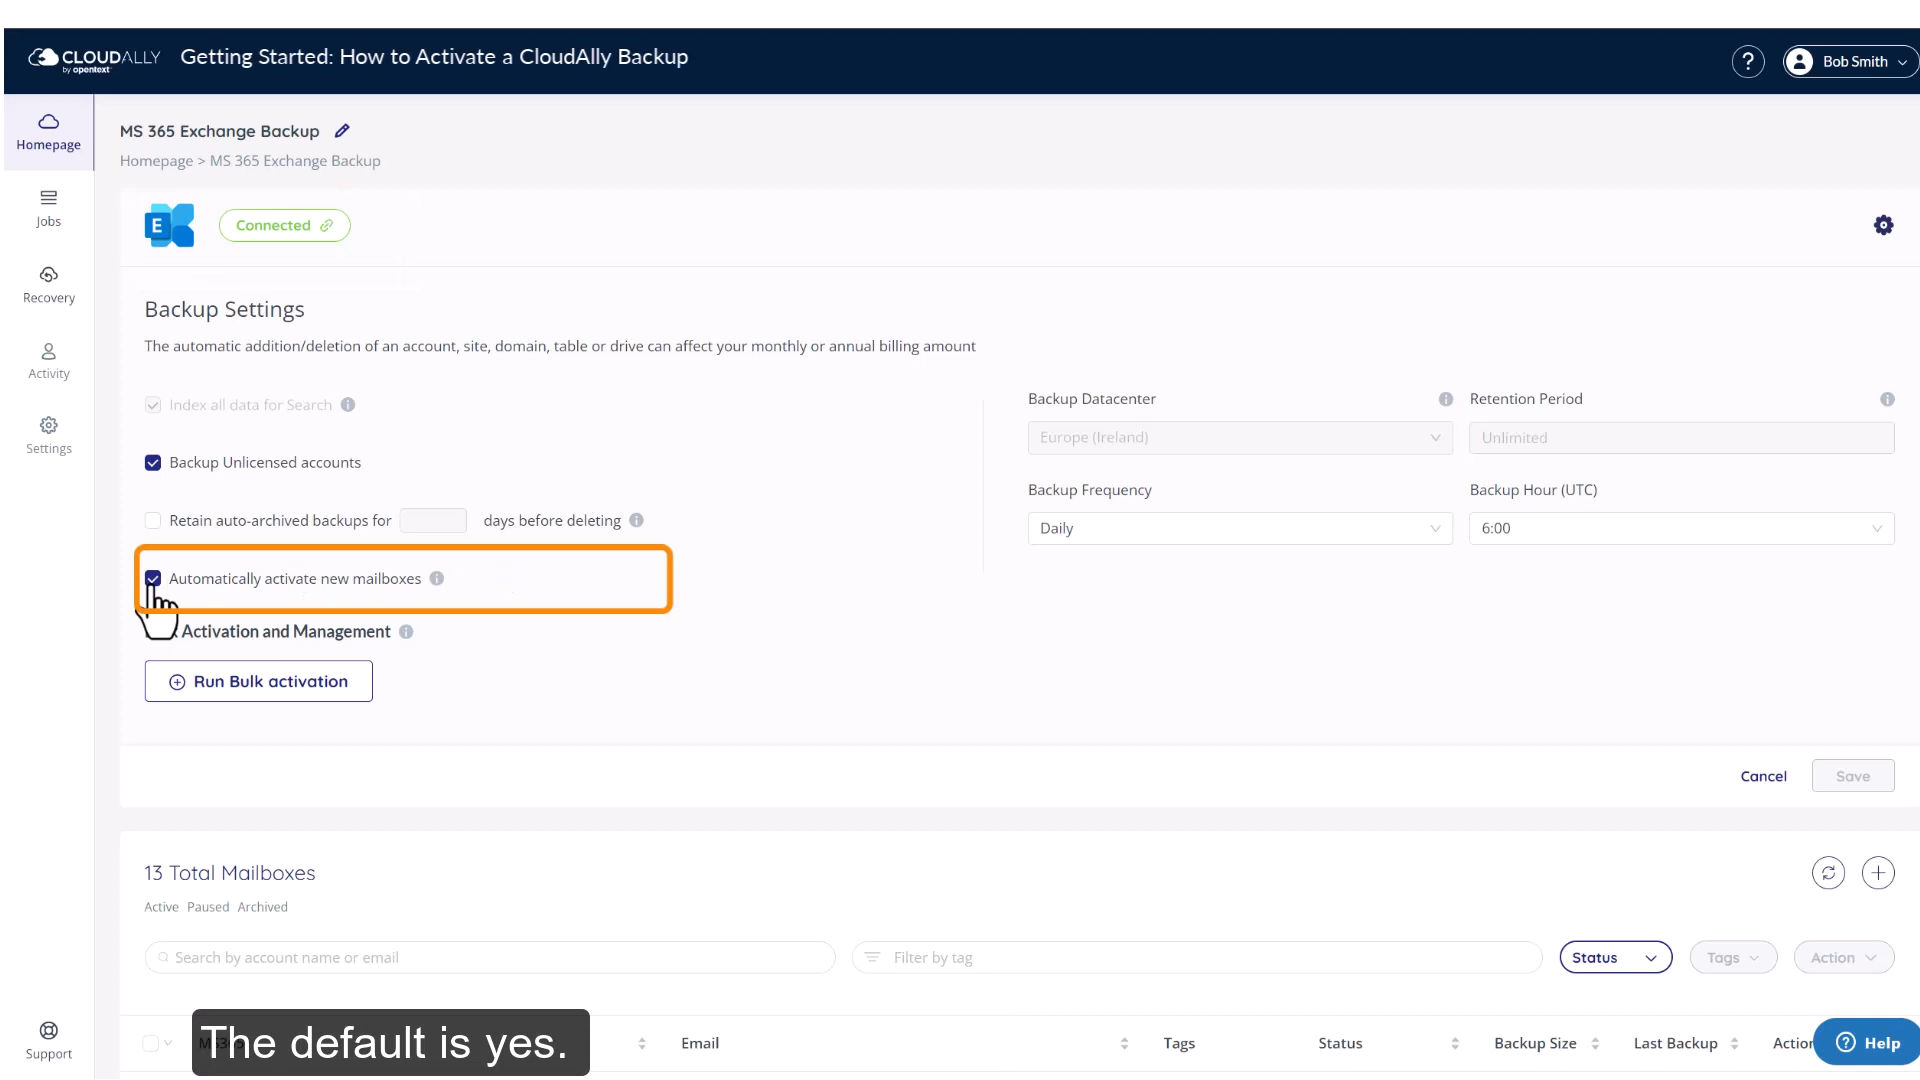 CLOUDALLY
by opentext
Getting Started: How to Activate a CloudAlly Backup
?
Bob Smith
Homepage
Jobs
Recovery
Activity
Settings
Support
MS 365 Exchange Backup
Homepage > MS 365 Exchange Backup
E
Connected
Backup Settings
The automatic addition/deletion of an account, site, domain, table or drive can affect your monthly or annual billing amount
Index all data for Search
Backup Unlicensed accounts
Retain auto-archived backups for days before deleting
Automatically activate new mailboxes
Activation and Management
Run Bulk activation
Backup Datacenter
Europe (Ireland)
Retention Period
Unlimited
Backup Frequency
Daily
Backup Hour (UTC)
6:00
Cancel
Save
13 Total Mailboxes
Active Paused Archived
Search by account name or email
Filter by tag
Status
Tags
Action
Email
Tags
Status
Backup Size
Last Backup
Action
The default is yes.
? Help